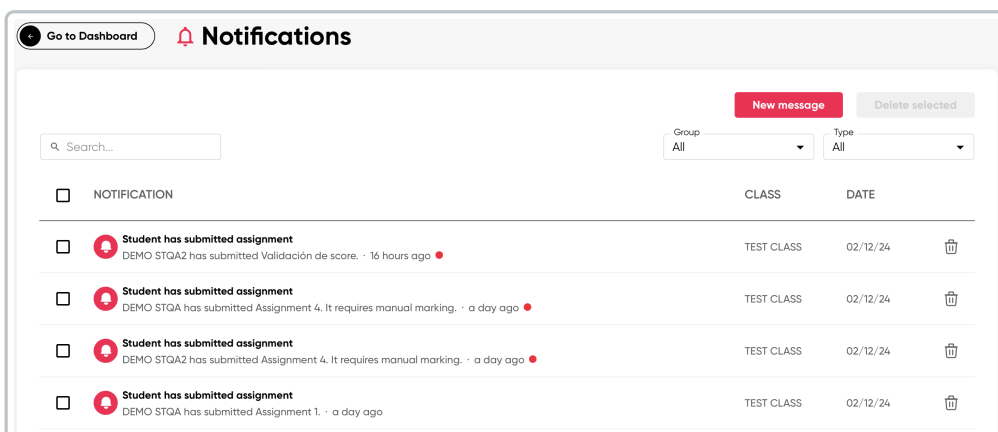 Go to Dashboard
Notifications
New message
Delete selected
Search...
Group
All
Type
All
NOTIFICATION CLASS DATE
Student has submitted assignment
DEMO STQA2 has submitted Validación de score. · 16 hours ago
TEST CLASS 02/12/24
Student has submitted assignment
DEMO STQA has submitted Assignment 4. It requires manual marking. · a day ago
TEST CLASS 02/12/24
Student has submitted assignment
DEMO STQA2 has submitted Assignment 4. It requires manual marking. · a day ago
TEST CLASS 02/12/24
Student has submitted assignment
DEMO STQA has submitted Assignment 1. · a day ago
TEST CLASS 02/12/24